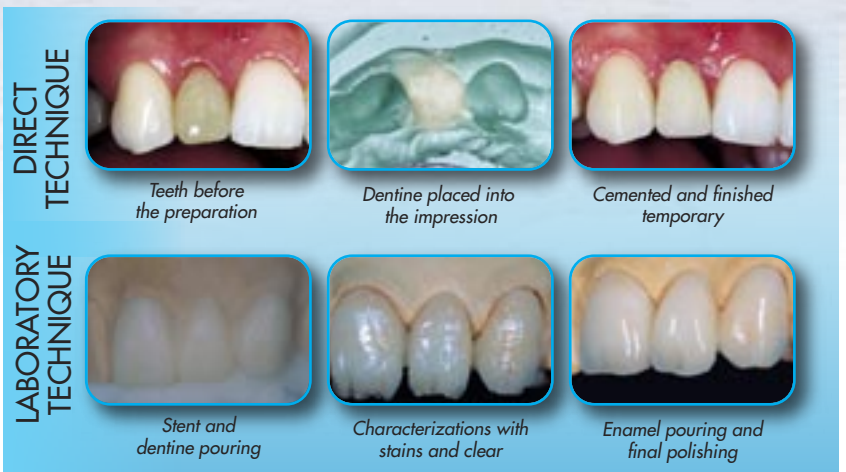 DIRECT
TECHNIQUE
Teeth before
the preparation
Dentine placed into
the impression
Cemented and finished
temporary
LABORATORY
TECHNIQUE
Stent and
dentine pouring
Characterizations with
stains and clear
Enamel pouring and
final polishing